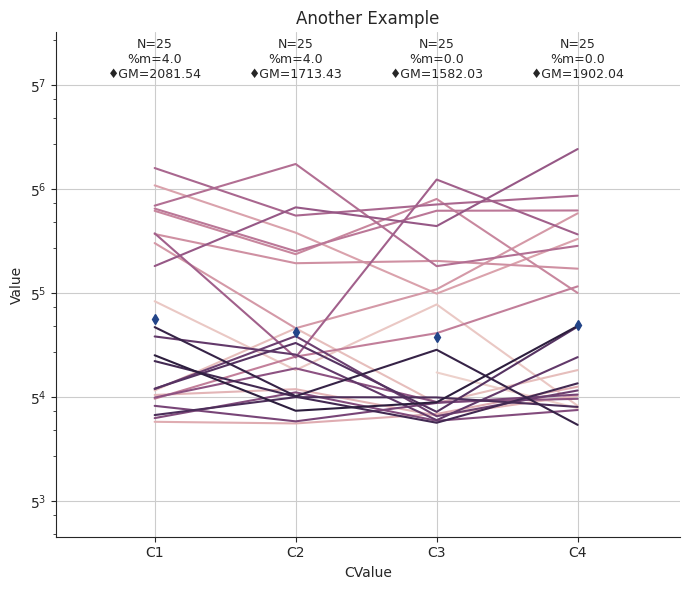 Another Example
N=25 N=25 N=25 N=25
%m=4.0 %m=4.0 %m=0.0 %m=0.0
♦GM=2081.54 ♦GM=1713.43 ♦GM=1582.03 ♦GM=1902.04
5⁷
5⁶
5⁵
5⁴
5³
Value
C1 C2 C3 C4
CValue